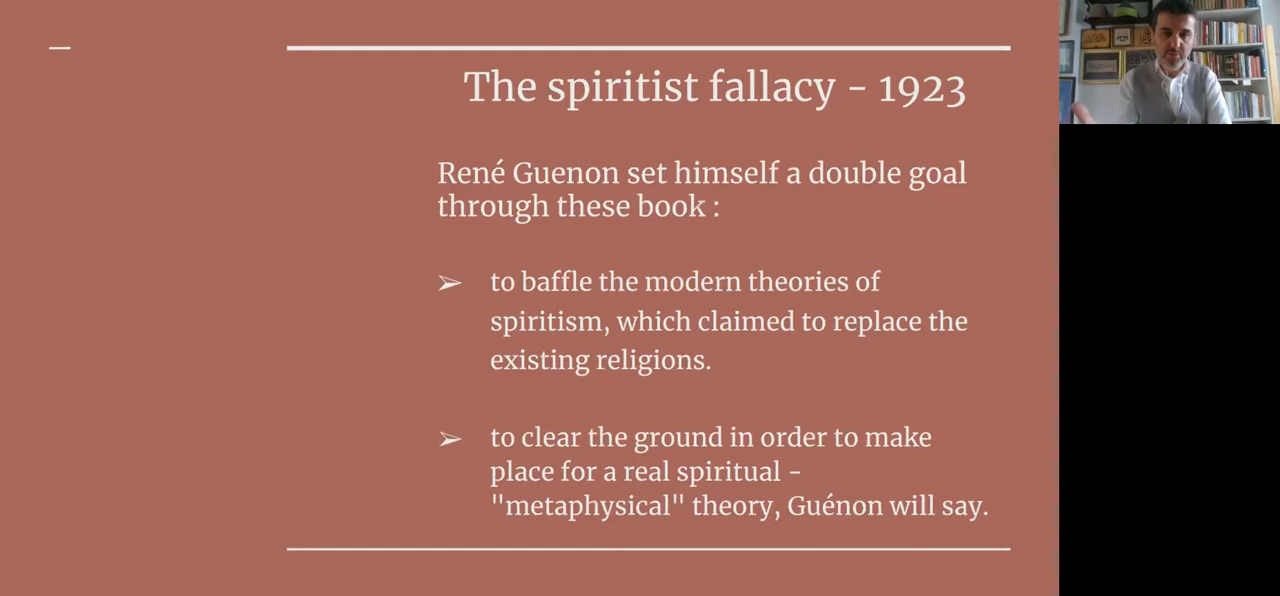 The spiritist fallacy - 1923
René Guenon set himself a double goal
through these book :
➢ to baffle the modern theories of
spiritism, which claimed to replace the
existing religions.
➢ to clear the ground in order to make
place for a real spiritual -
"metaphysical" theory, Guénon will say.